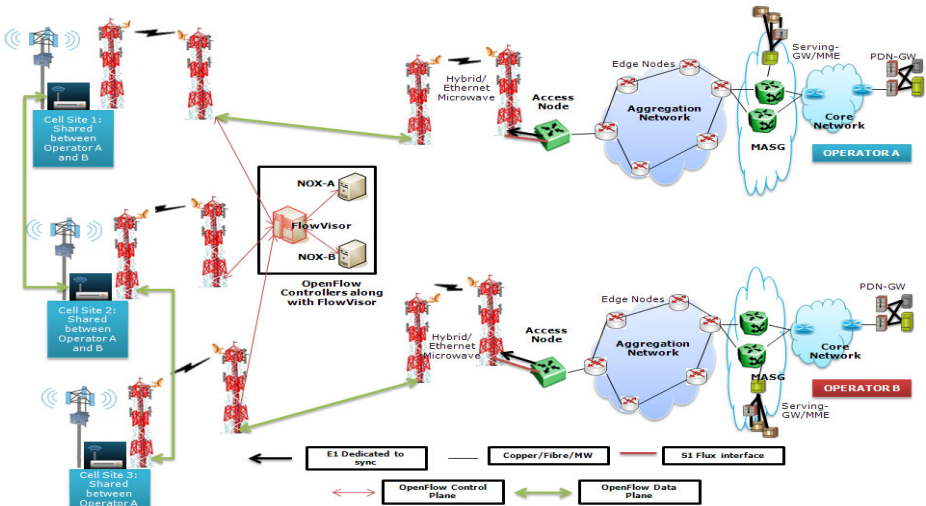 Cell Site 1:
Shared
between
Operator A
and B
Cell Site 2:
Shared
between
Operator A
and B
Cell Site 3:
Shared
between
Operator A
NOX-A
FlowVisor
NOX-B
OpenFlow
Controllers along
with FlowVisor
Hybrid/
Ethernet
Microwave
Access
Node
Edge Nodes
Aggregation
Network
Serving-
GW/MME
MASG
PDN-GW
Core
Network
OPERATOR A
Hybrid/
Ethernet
Microwave
Access
Node
Edge Nodes
Aggregation
Network
MASG
Serving-
GW/MME
PDN-GW
Core
Network
OPERATOR B
E1 Dedicated to
sync
Copper/Fibre/MW
S1 Flux interface
OpenFlow Control
Plane
OpenFlow Data
Plane